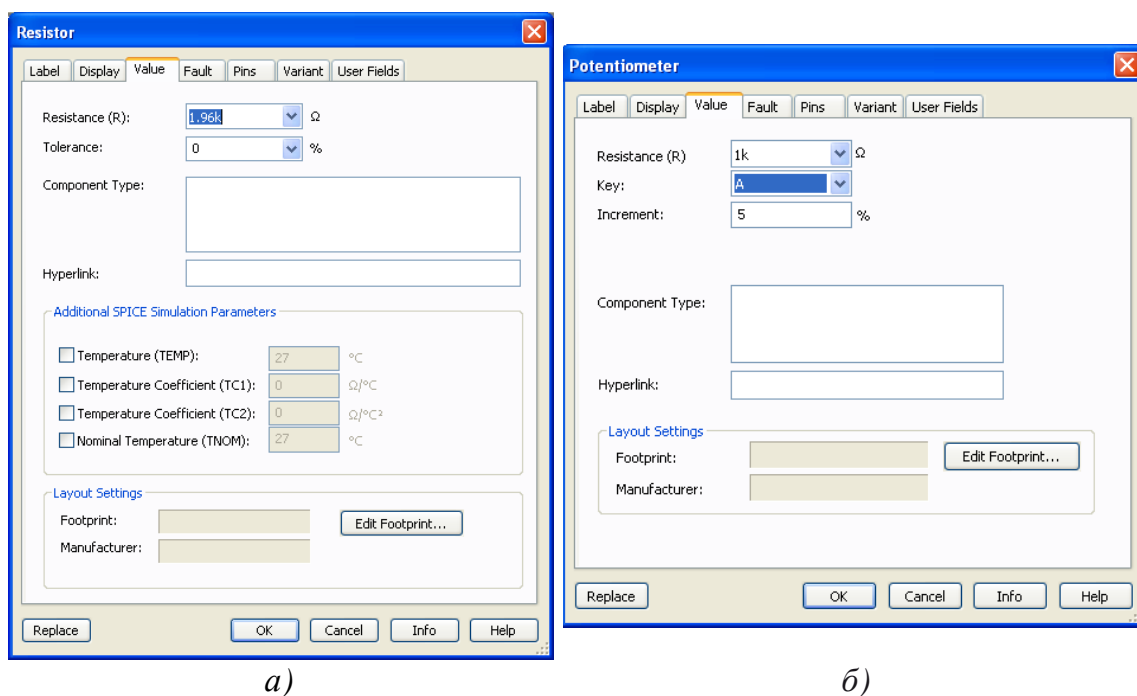 Resistor
Label Display Value Fault Pins Variant User Fields
Resistance (R): 1.96k Ω
Tolerance: 0 %
Component Type:
Hyperlink:
Additional SPICE Simulation Parameters
Temperature (TEMP): 27 °C
Temperature Coefficient (TC1): 0 Ω/°C
Temperature Coefficient (TC2): 0 Ω/°C²
Nominal Temperature (TNOM): 27 °C
Layout Settings
Footprint: Edit Footprint...
Manufacturer:
Replace OK Cancel Info Help
а)
Potentiometer
Label Display Value Fault Pins Variant User Fields
Resistance (R) 1k Ω
Key: A
Increment: 5 %
Component Type:
Hyperlink:
Layout Settings
Footprint: Edit Footprint...
Manufacturer:
Replace OK Cancel Info Help
б)